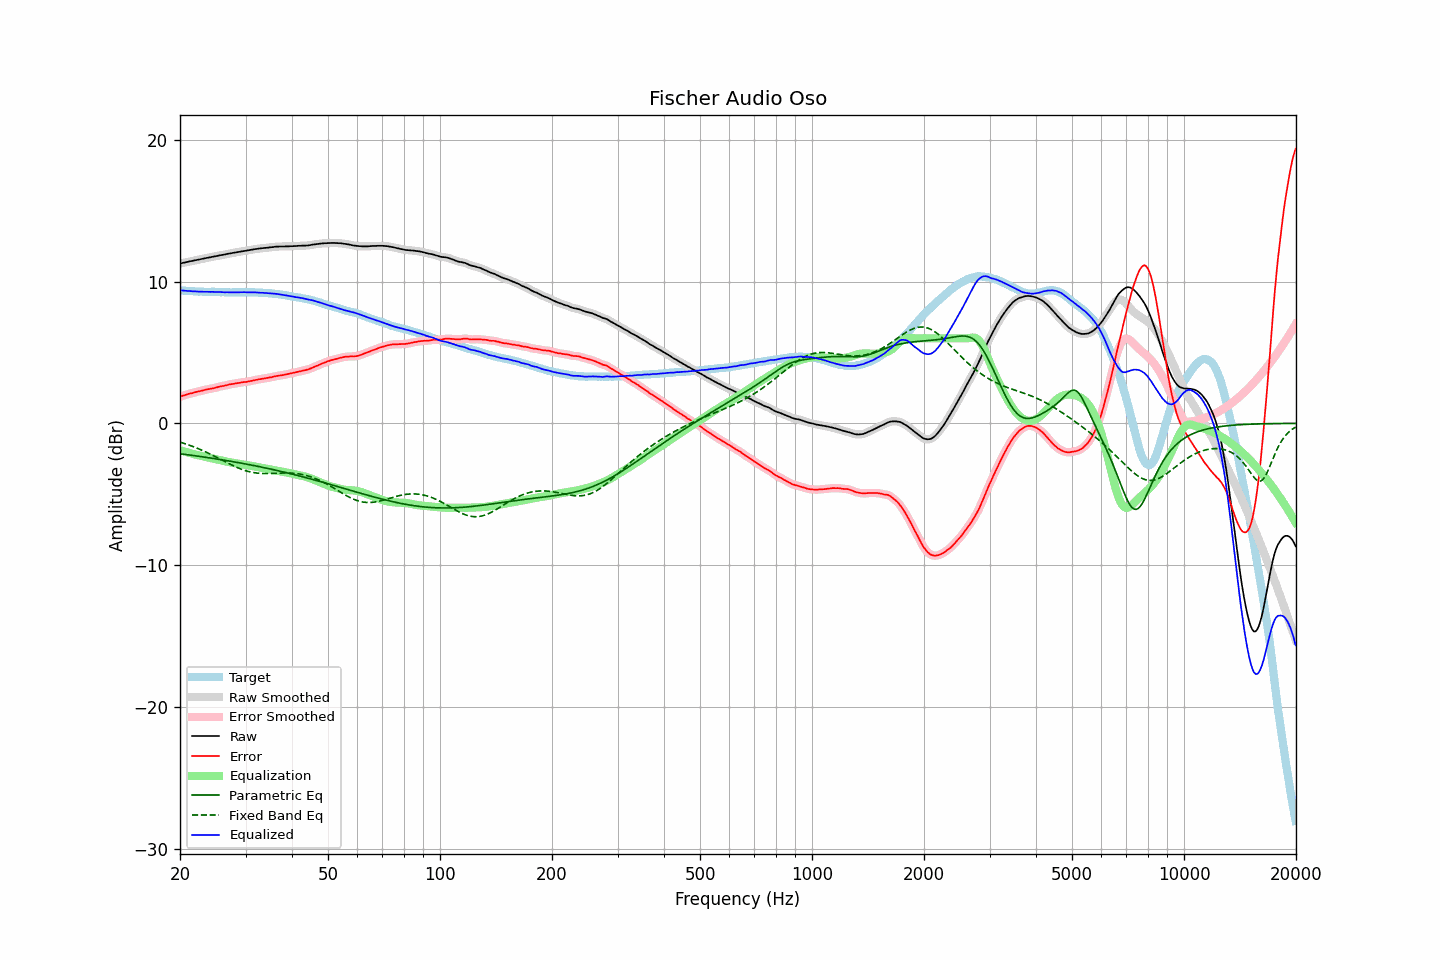 Fischer Audio Oso
Amplitude (dBr)
20
10
0
−10
−20
−30
Target
Raw Smoothed
Error Smoothed
Raw
Error
Equalization
Parametric Eq
Fixed Band Eq
Equalized
20 50 100 200 500 1000 2000 5000 10000 20000
Frequency (Hz)